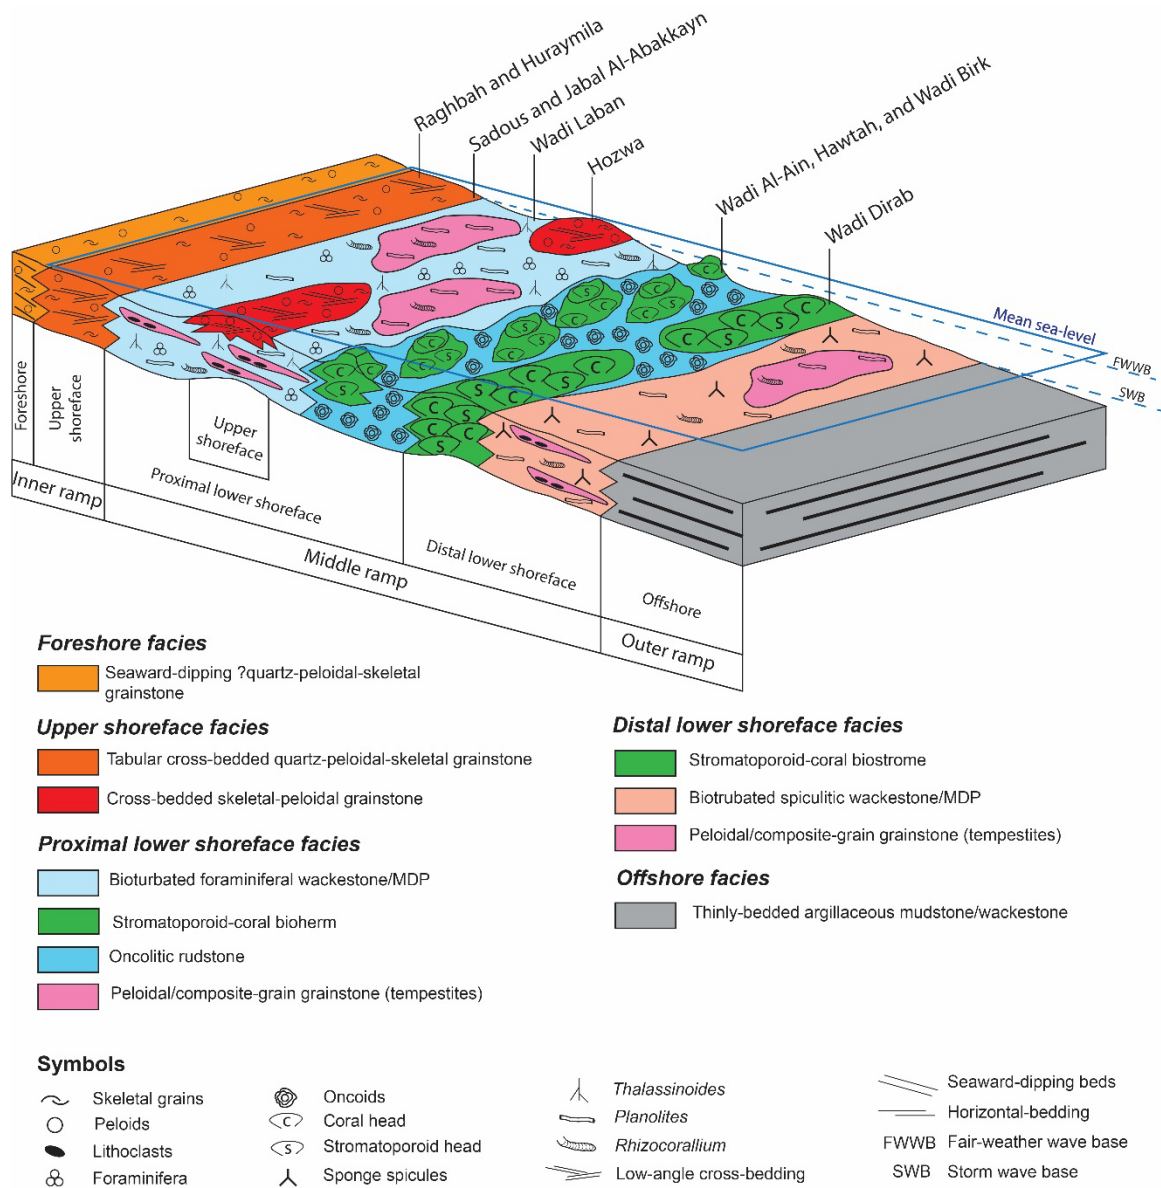 Raghbah and Huraymila
Sadous and Jabal Al-Abakkayn
Wadi Laban
Hozwa
Wadi Al-Ain, Hawtah, and Wadi Birk
Wadi Dirab
Mean sea-level
FWWB
SWB
Foreshore
Upper
shoreface
Upper
shoreface
Inner ramp
Proximal lower shoreface
Middle ramp
Distal lower shoreface
Offshore
Outer ramp
Foreshore facies
Seaward-dipping ?quartz-peloidal-skeletal
grainstone
Upper shoreface facies
Tabular cross-bedded quartz-peloidal-skeletal grainstone
Cross-bedded skeletal-peloidal grainstone
Proximal lower shoreface facies
Bioturbated foraminiferal wackestone/MDP
Stromatoporoid-coral bioherm
Oncolitic rudstone
Peloidal/composite-grain grainstone (tempestites)
Distal lower shoreface facies
Stromatoporoid-coral biostrome
Biotrubated spiculitic wackestone/MDP
Peloidal/composite-grain grainstone (tempestites)
Offshore facies
Thinly-bedded argillaceous mudstone/wackestone
Symbols
Skeletal grains
Peloids
Lithoclasts
Foraminifera
Oncoids
C Coral head
S Stromatoporoid head
Sponge spicules
Thalassinoides
Planolites
Rhizocorallium
Low-angle cross-bedding
Seaward-dipping beds
Horizontal-bedding
FWWB Fair-weather wave base
SWB Storm wave base